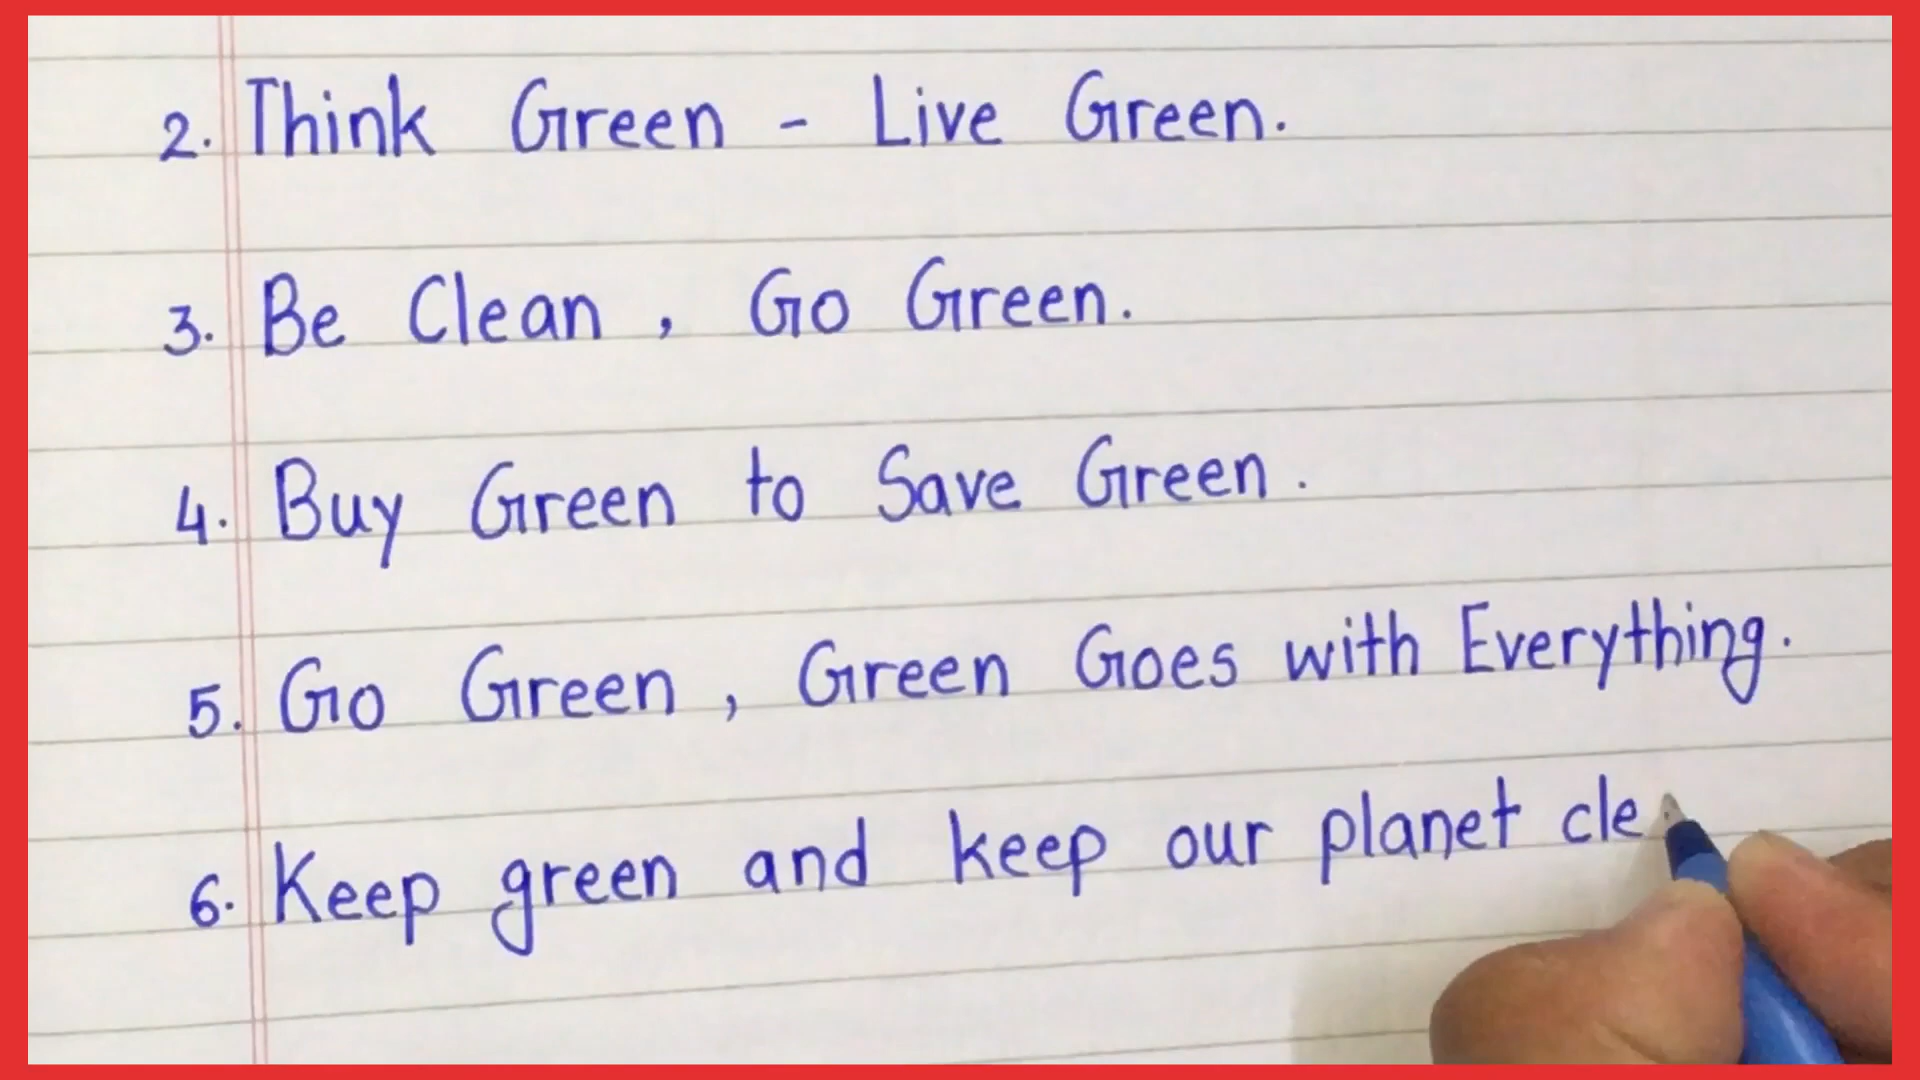 2. Think Green - Live Green.
3. Be Clean , Go Green.
4. Buy Green to Save Green.
5. Go Green , Green Goes with Everything.
6. Keep green and keep our planet cle